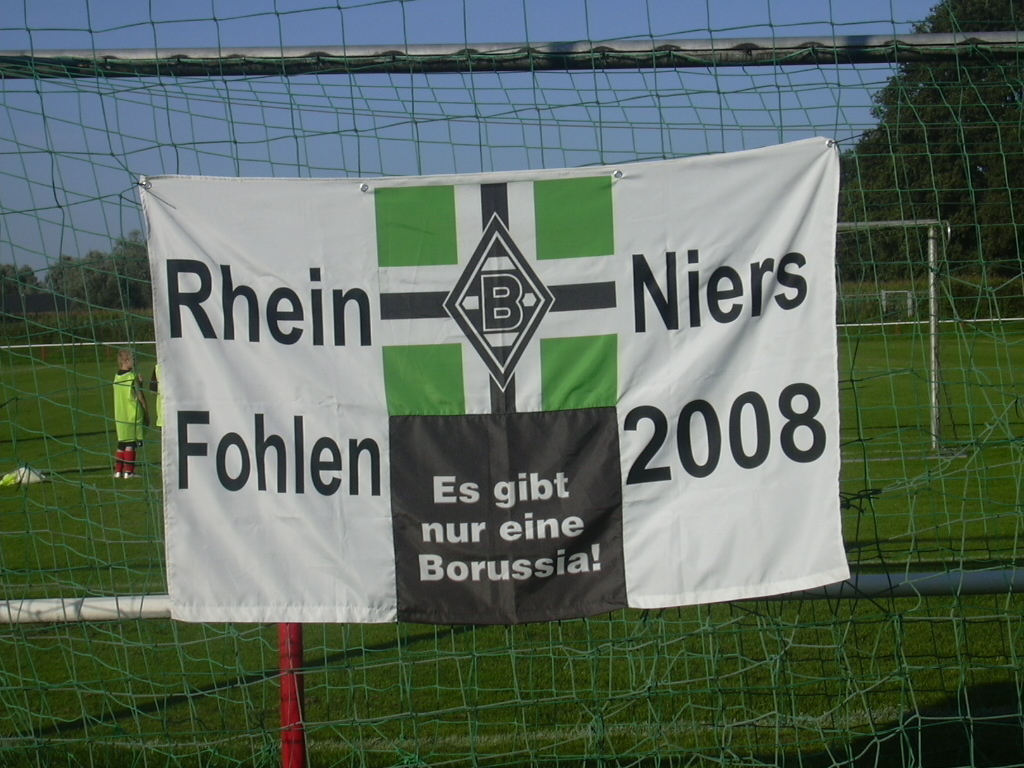 Rhein Niers
B
Fohlen 2008
Es gibt
nur eine
Borussia!